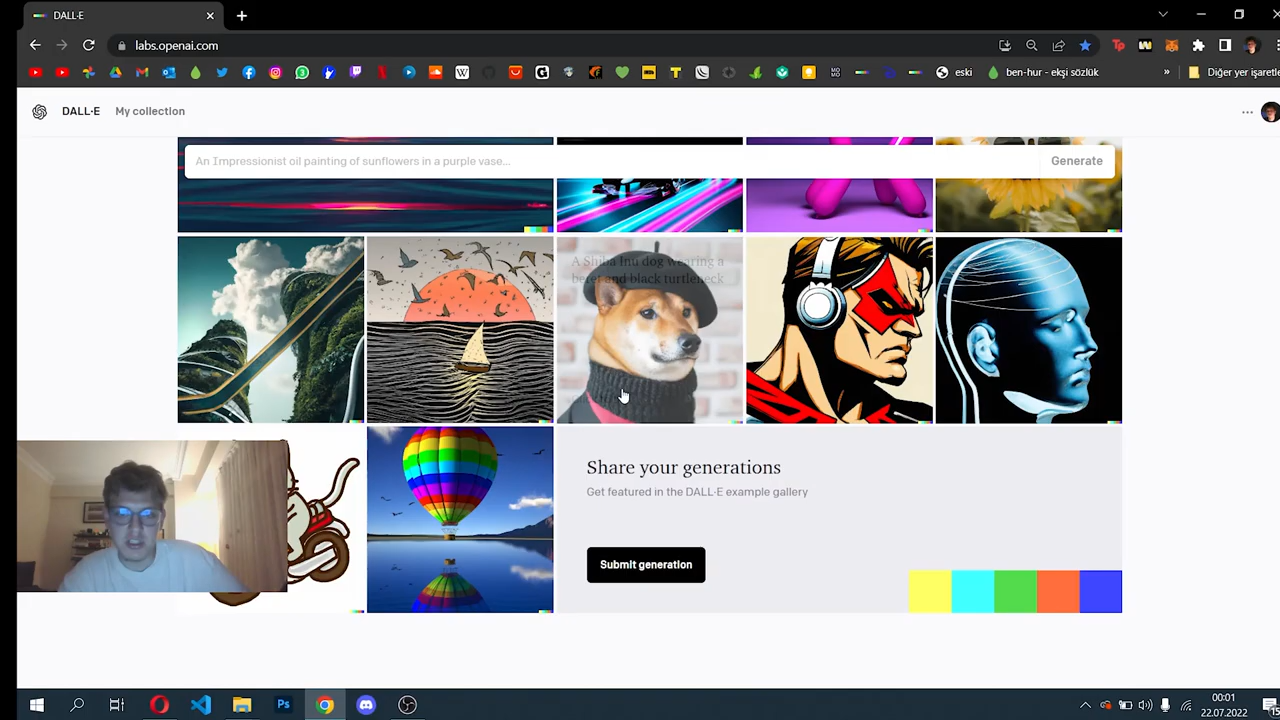 DALL·E
labs.openai.com
eski
ben-hur - ekşi sözlük
»
Diğer yer işaretle
DALL·E
My collection
An Impressionist oil painting of sunflowers in a purple vase...
Generate
A Shiba Inu dog wearing a
beret and black turtleneck
Share your generations
Get featured in the DALL·E example gallery
Submit generation
Ps
00:01
22.07.2022